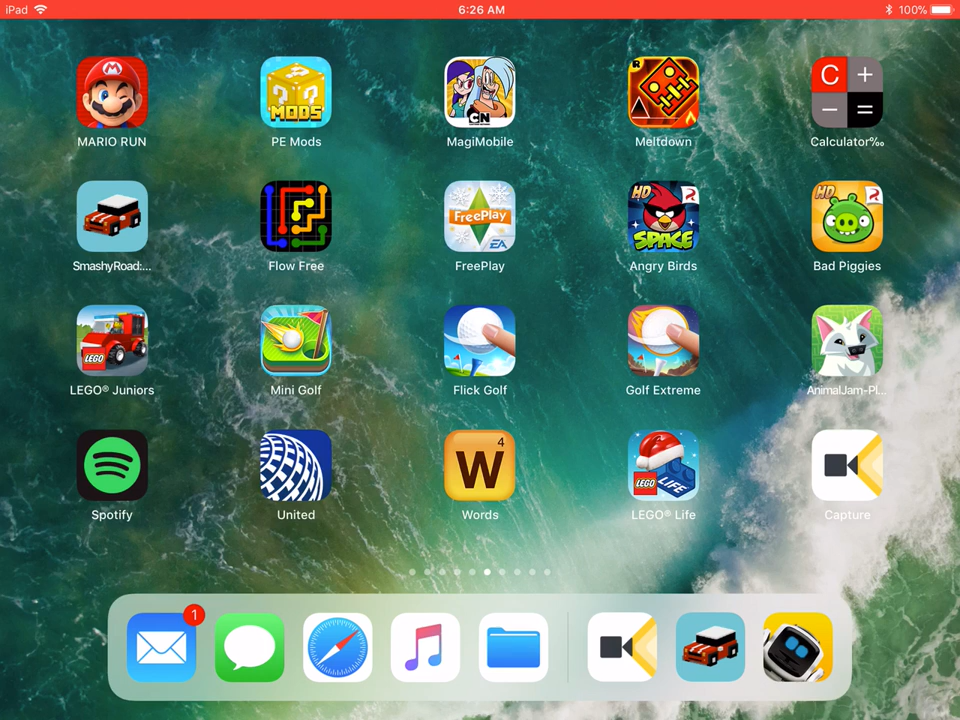 iPad 6:26 AM 100%
M
MODS
CN
R
C + − =
MARIO RUN
PE Mods
MagiMobile
Meltdown
Calculator‰
FreePlay
EA
HD
R
SPACE
HD
R
SmashyRoad:...
Flow Free
FreePlay
Angry Birds
Bad Piggies
LEGO
LEGO® Juniors
Mini Golf
Flick Golf
Golf Extreme
AnimalJam-Pl...
W
4
LEGO
LIFE
Spotify
United
Words
LEGO® Life
Capture
1